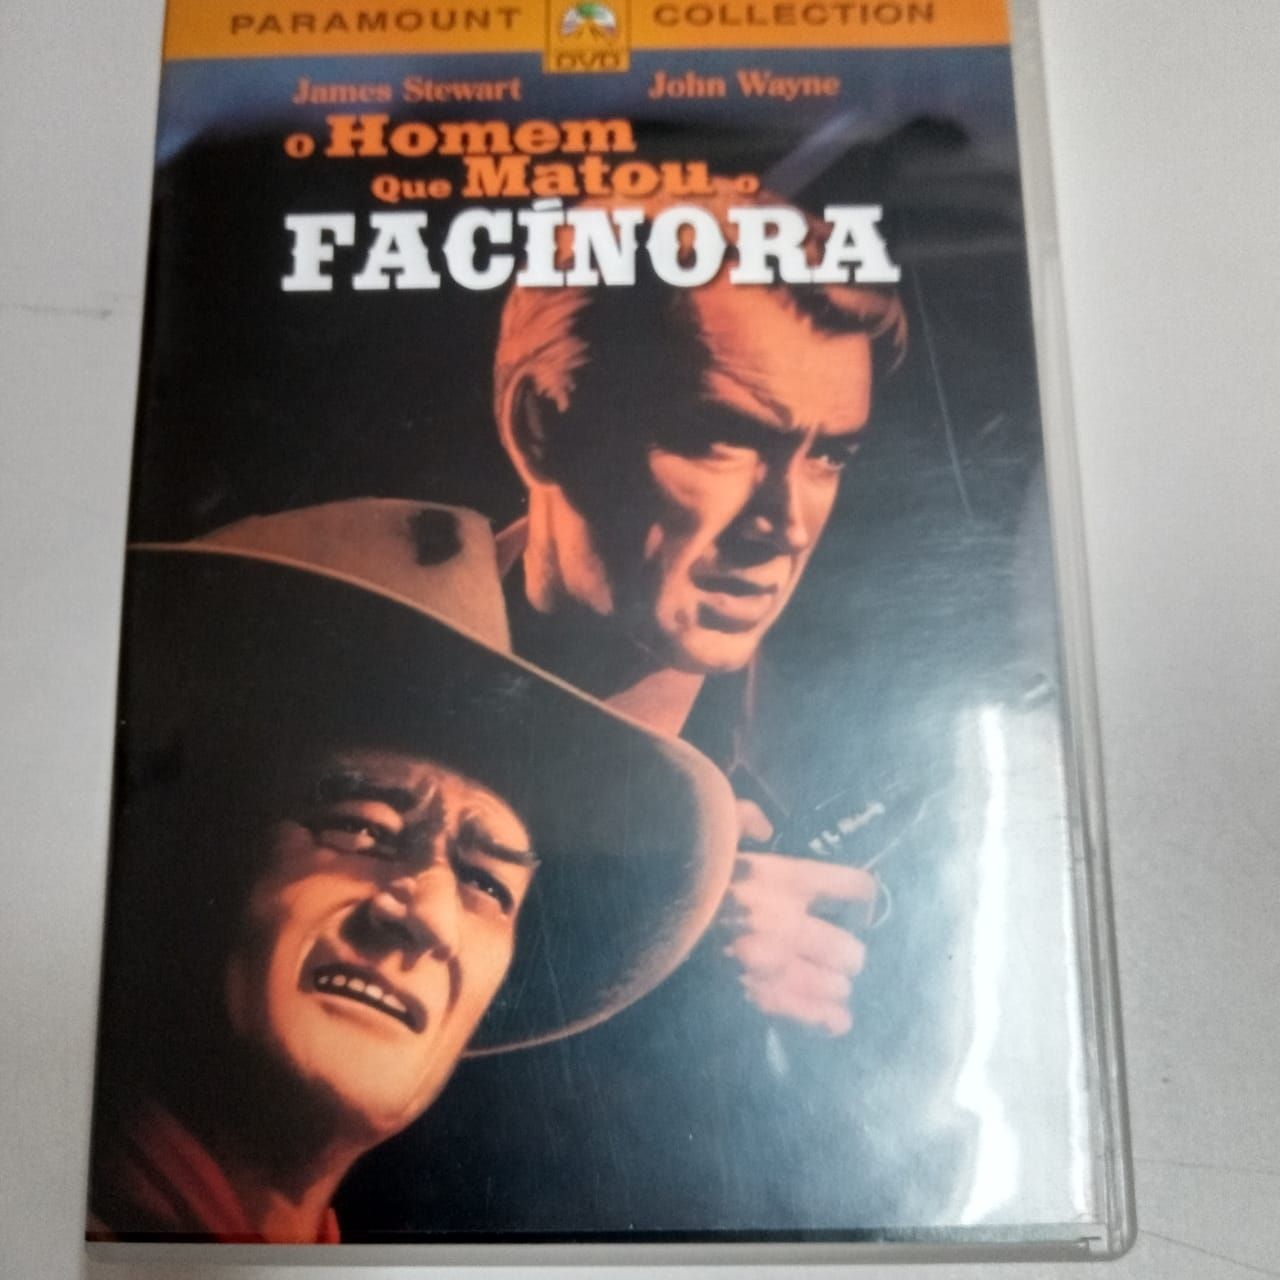 PARAMOUNT DVD COLLECTION
James Stewart John Wayne
o Homem
Que Matou o
FACÍNORA